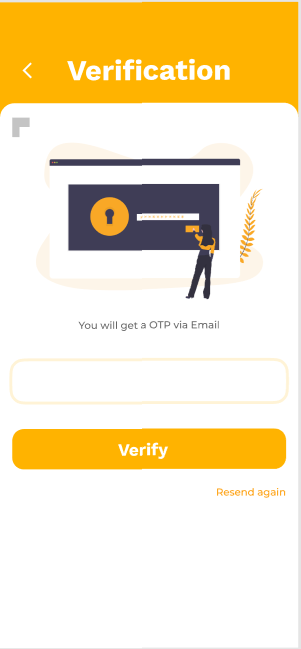 Verification
You will get a OTP via Email
Verify
Resend again